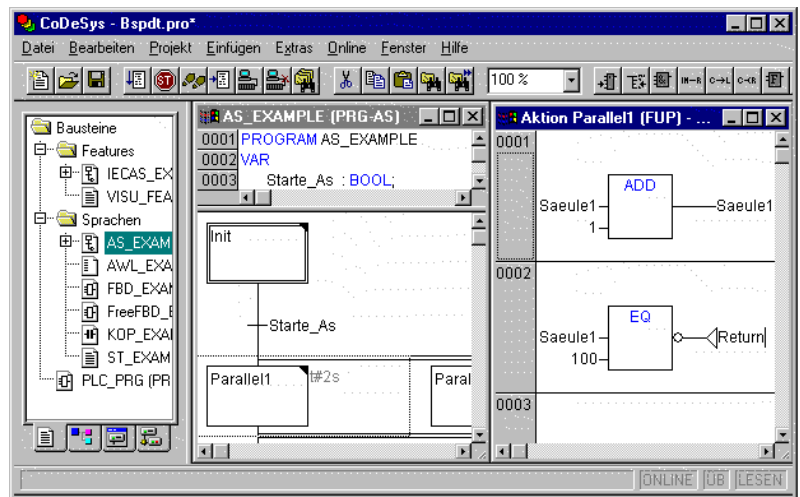 CoDeSys - Bspdt.pro*
Datei Bearbeiten Projekt Einfügen Extras Online Fenster Hilfe
100 %
Bausteine
Features
IECAS_EX
VISU_FEA
Sprachen
AS_EXAM
AWL_EXA
FBD_EXAM
FreeFBD_E
KOP_EXAM
ST_EXAM
PLC_PRG (PR
AS_EXAMPLE (PRG-AS)
0001 PROGRAM AS_EXAMPLE
0002 VAR
0003 Starte_As : BOOL;
Init
Starte_As
Parallel1 t#2s Paral
Aktion Parallel1 (FUP) - ...
0001
ADD
Saeule1 Saeule1
1
0002
EQ
Saeule1 Return
100
0003
ONLINE ÜB LESEN